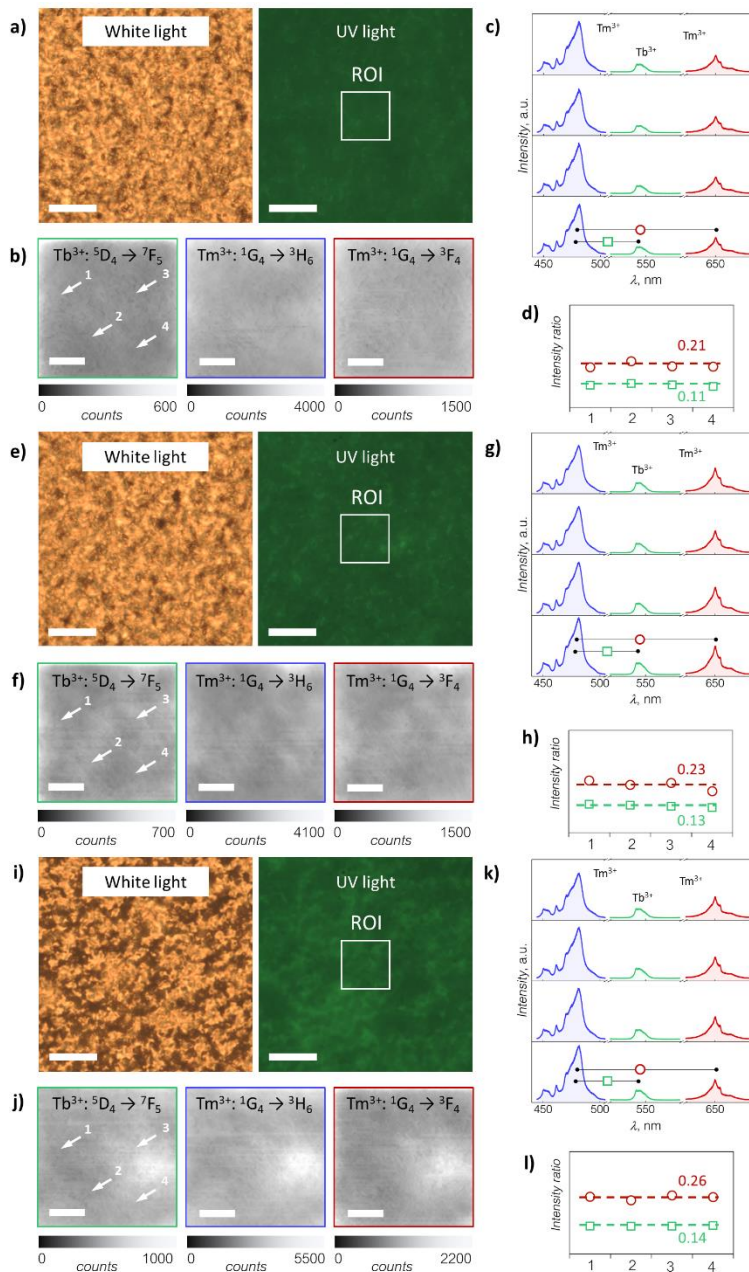 a)
White light
UV light
ROI
b)
Tb³⁺: ⁵D₄ → ⁷F₅
1
2
3
4
Tm³⁺: ¹G₄ → ³H₆
Tm³⁺: ¹G₄ → ³F₄
0 600
0 4000
0 1500
counts
counts
counts
c)
Tm³⁺
Tb³⁺
Tm³⁺
Intensity, a.u.
450 500 550 650
λ, nm
d)
Intensity ratio
0.21
0.11
1 2 3 4
e)
White light
UV light
ROI
f)
Tb³⁺: ⁵D₄ → ⁷F₅
1
2
3
4
Tm³⁺: ¹G₄ → ³H₆
Tm³⁺: ¹G₄ → ³F₄
0 700
0 4100
0 1500
counts
counts
counts
g)
Tm³⁺
Tb³⁺
Tm³⁺
Intensity, a.u.
450 500 550 650
λ, nm
h)
Intensity ratio
0.23
0.13
1 2 3 4
i)
White light
UV light
ROI
j)
Tb³⁺: ⁵D₄ → ⁷F₅
1
2
3
4
Tm³⁺: ¹G₄ → ³H₆
Tm³⁺: ¹G₄ → ³F₄
0 1000
0 5500
0 2200
counts
counts
counts
k)
Tm³⁺
Tb³⁺
Tm³⁺
Intensity, a.u.
450 500 550 650
λ, nm
l)
Intensity ratio
0.26
0.14
1 2 3 4